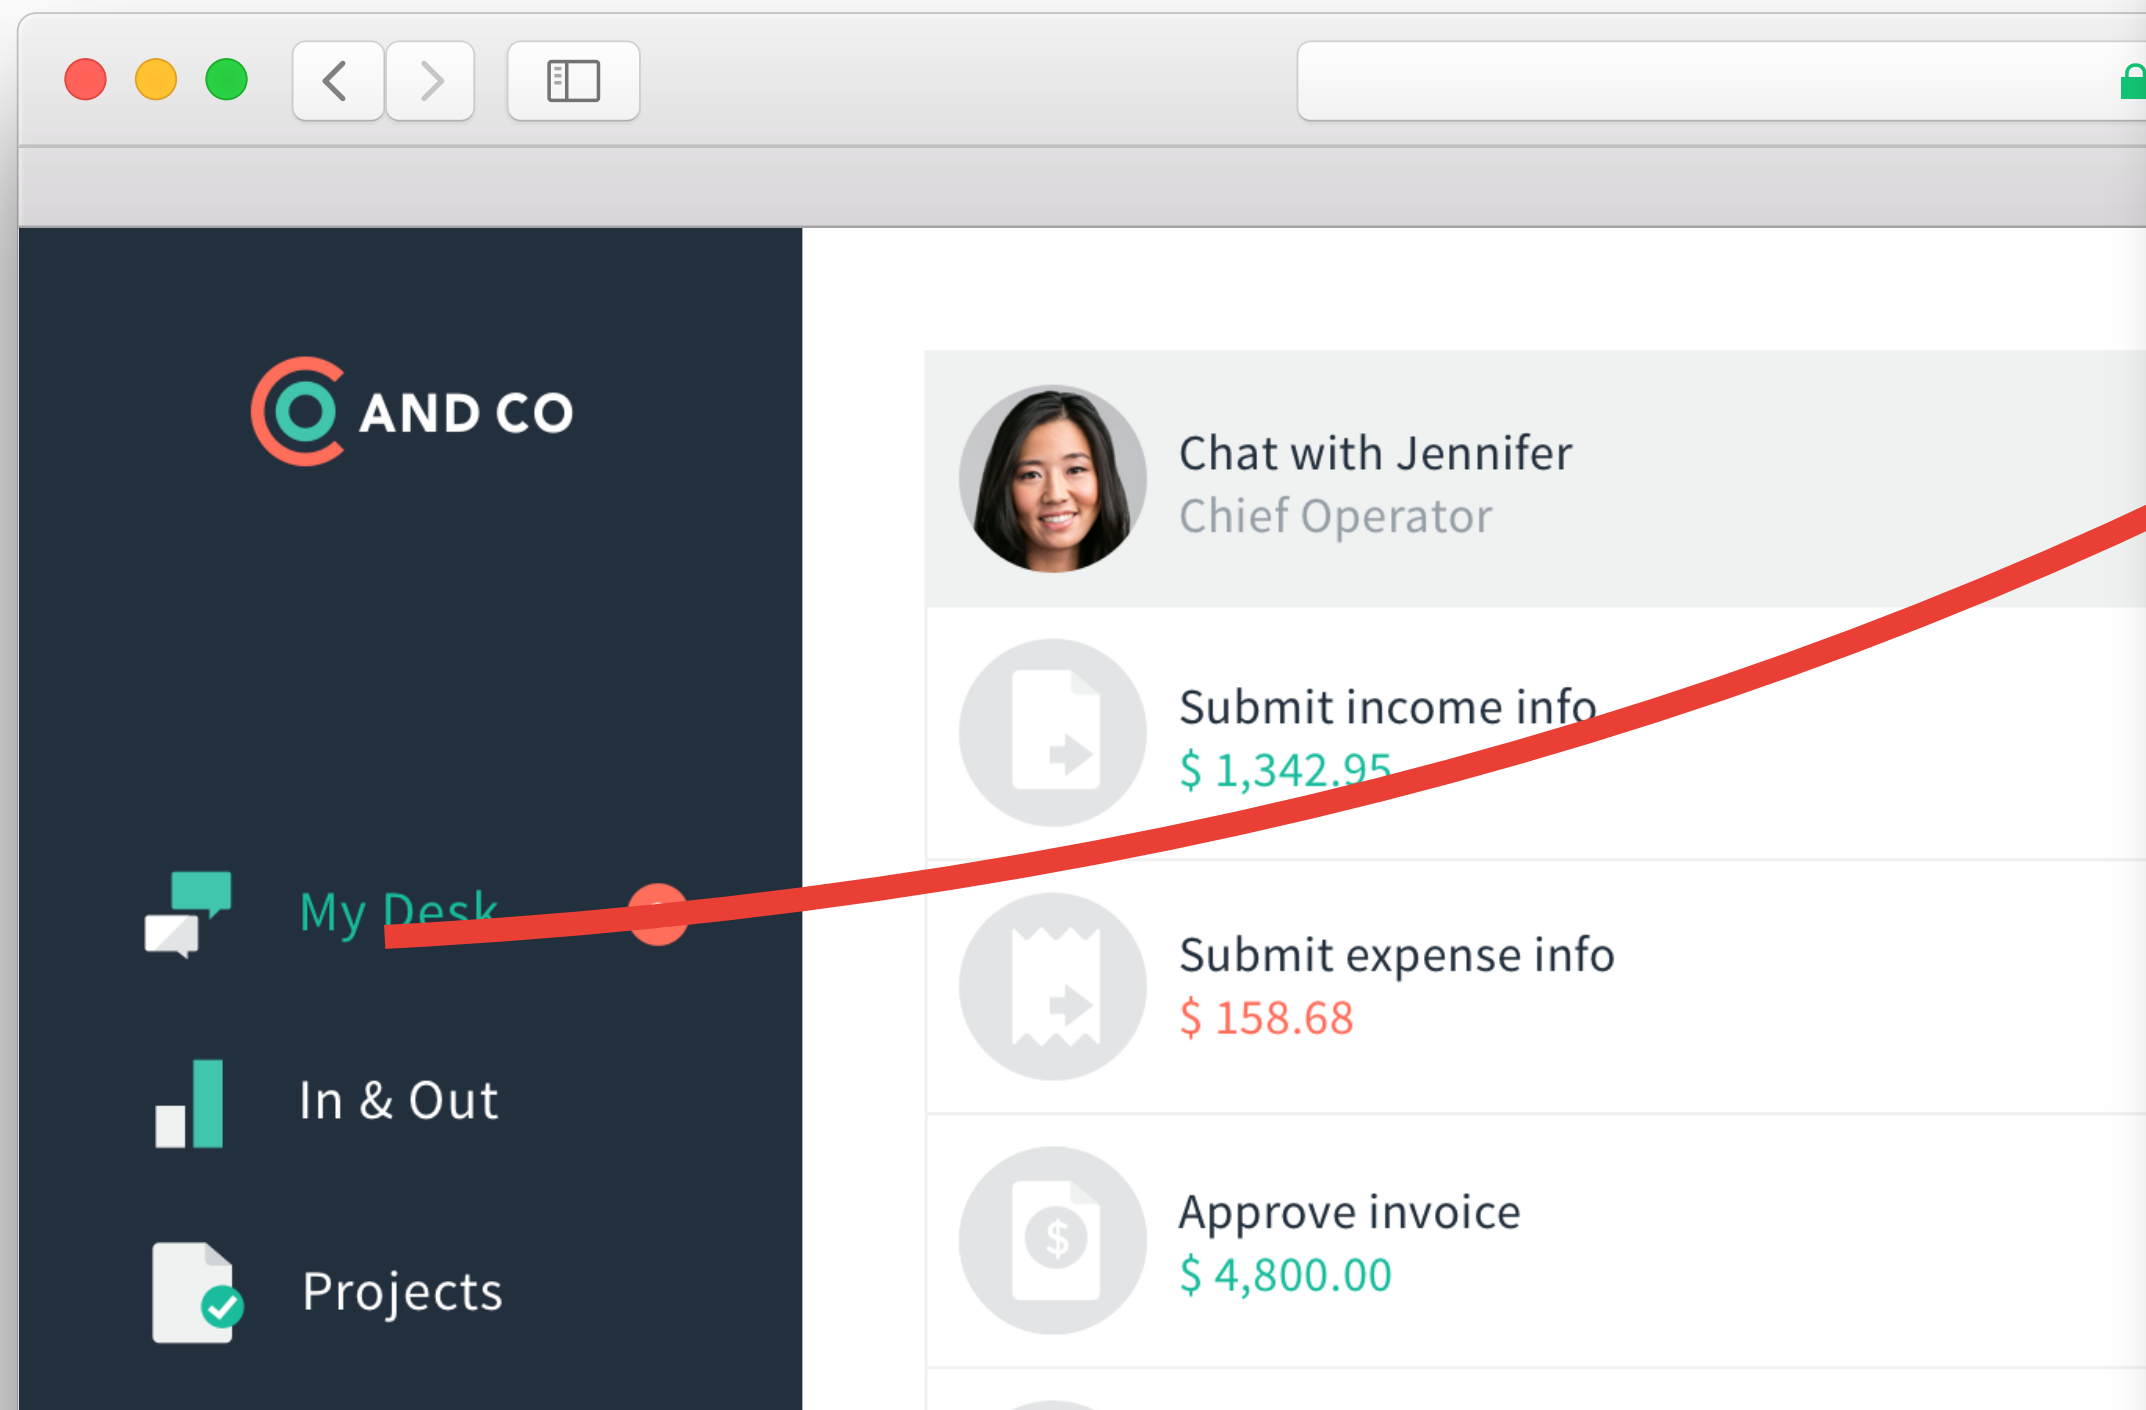 AND CO
My Desk
In & Out
Projects
Chat with Jennifer
Chief Operator
Submit income info
$ 1,342.95
Submit expense info
$ 158.68
Approve invoice
$ 4,800.00
$